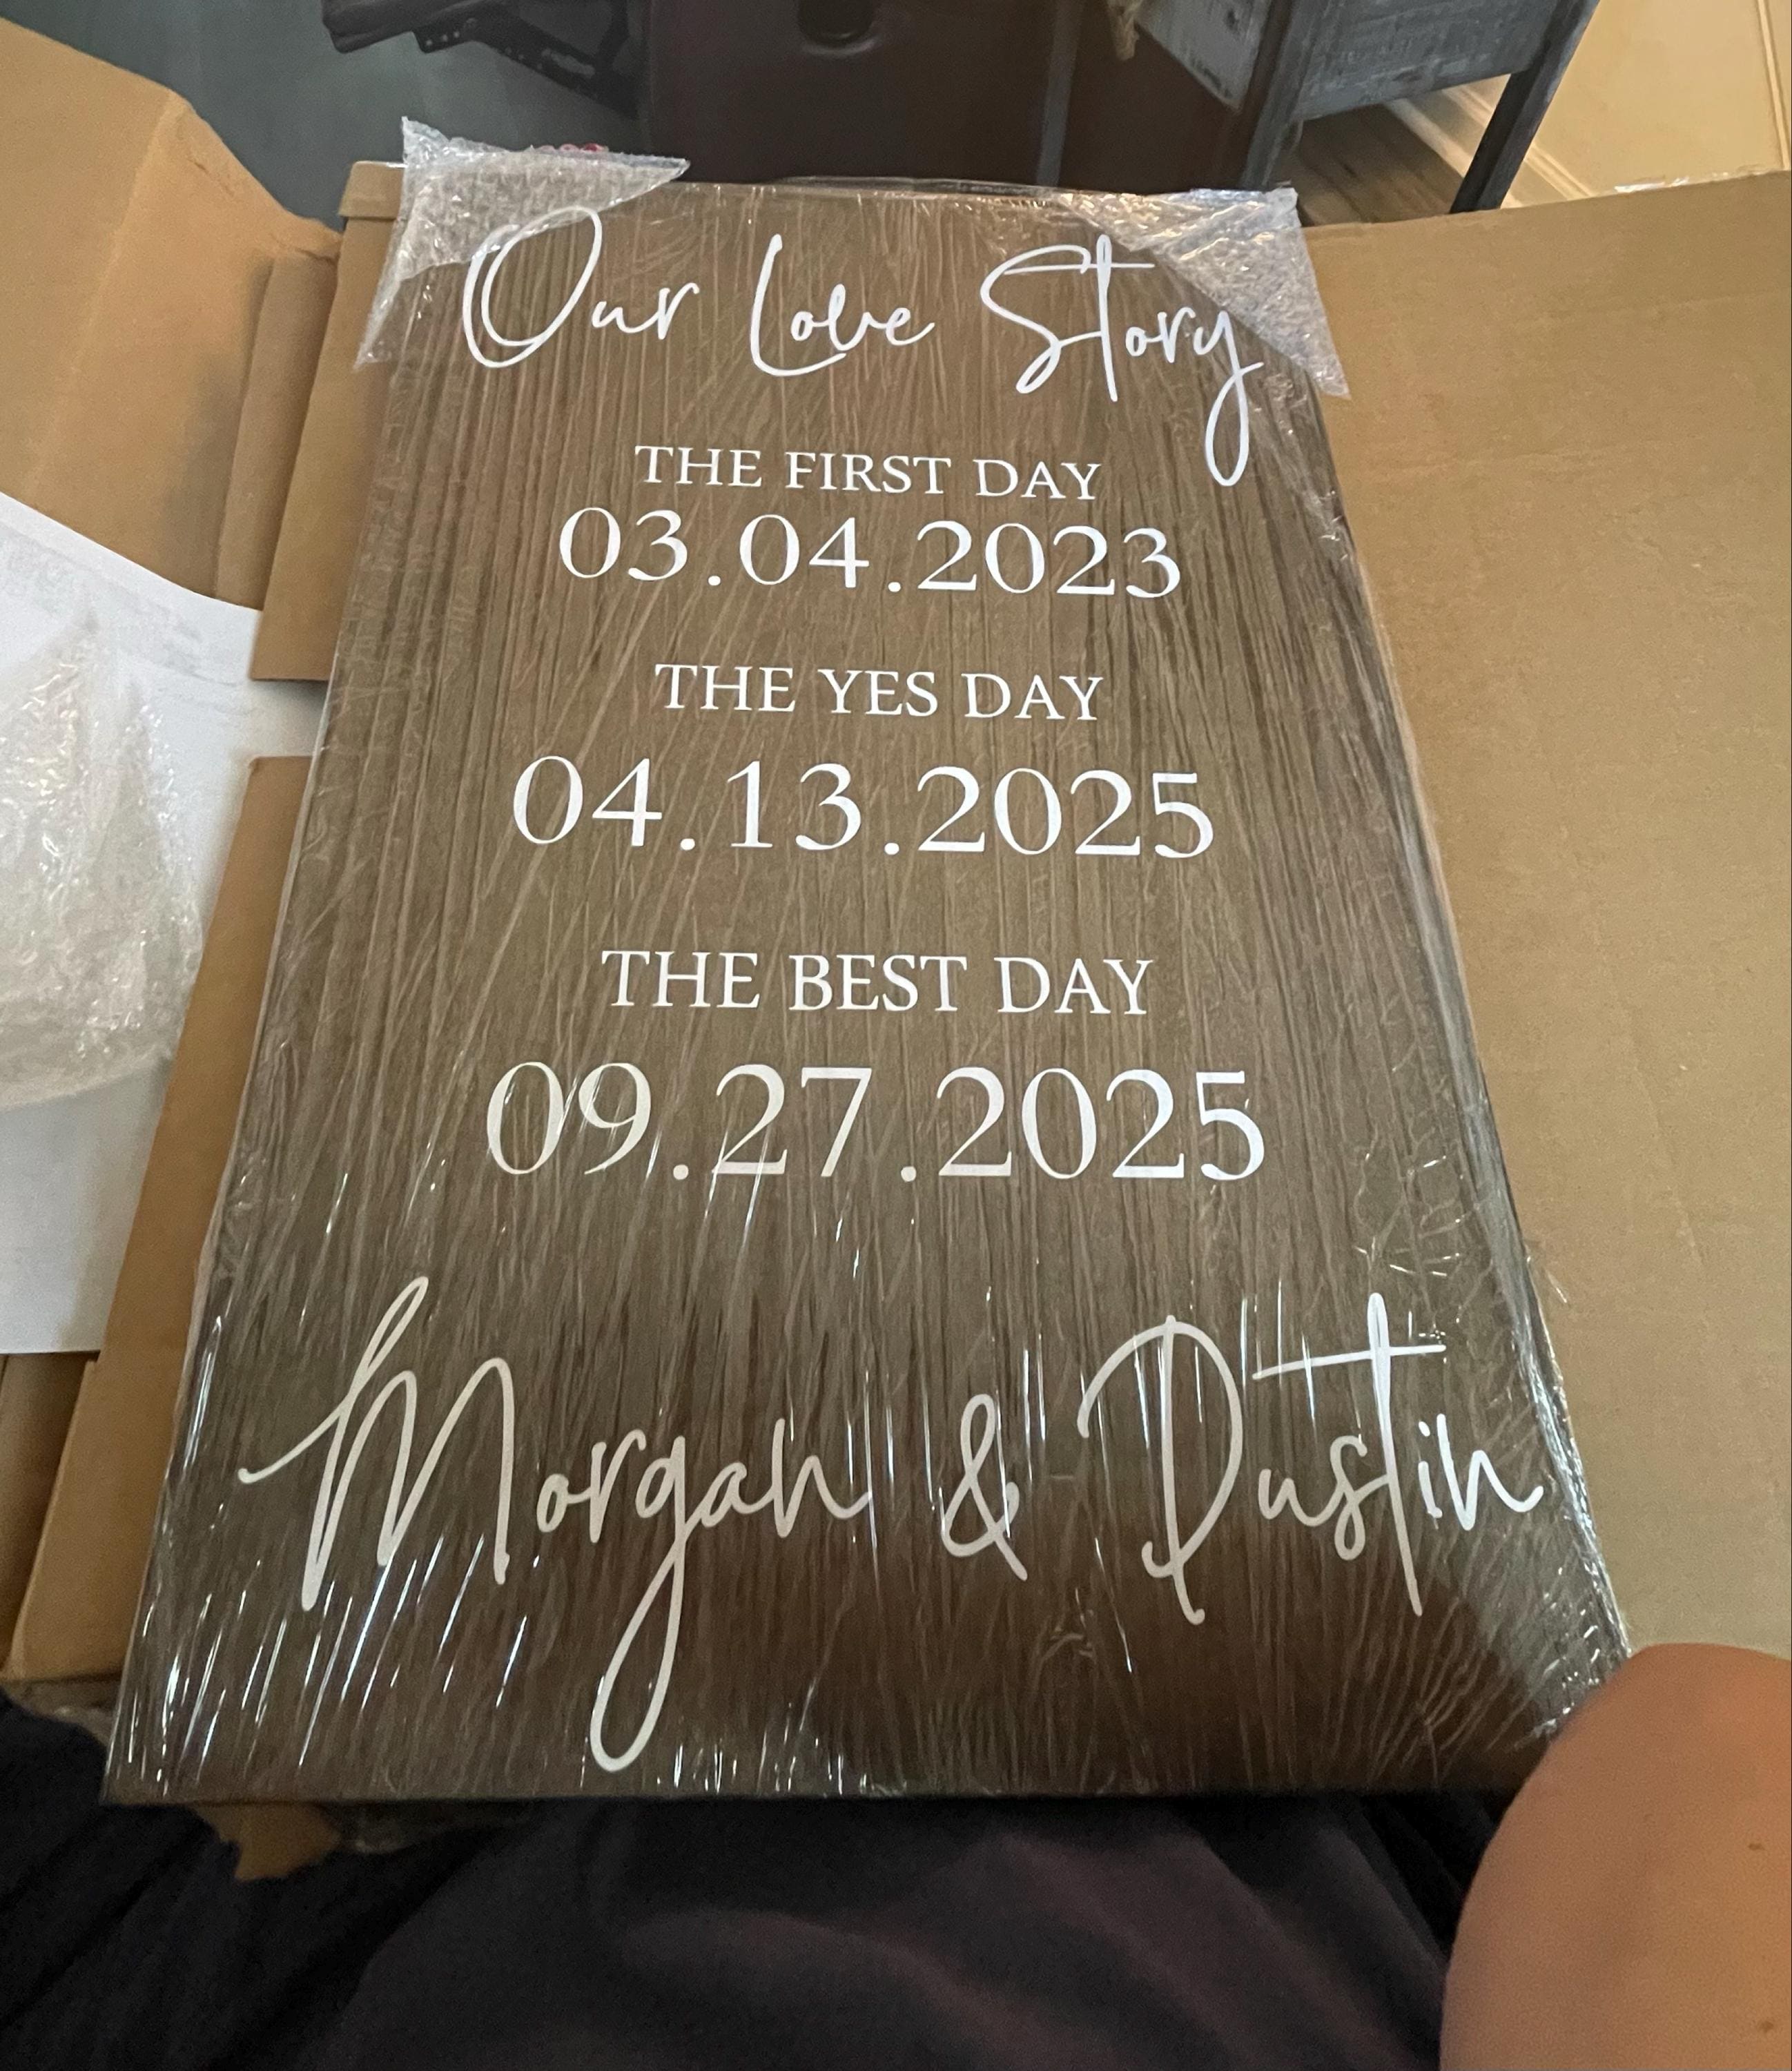 Our Love Story
THE FIRST DAY
03.04.2023
THE YES DAY
04.13.2025
THE BEST DAY
09.27.2025
Morgan & Dustin